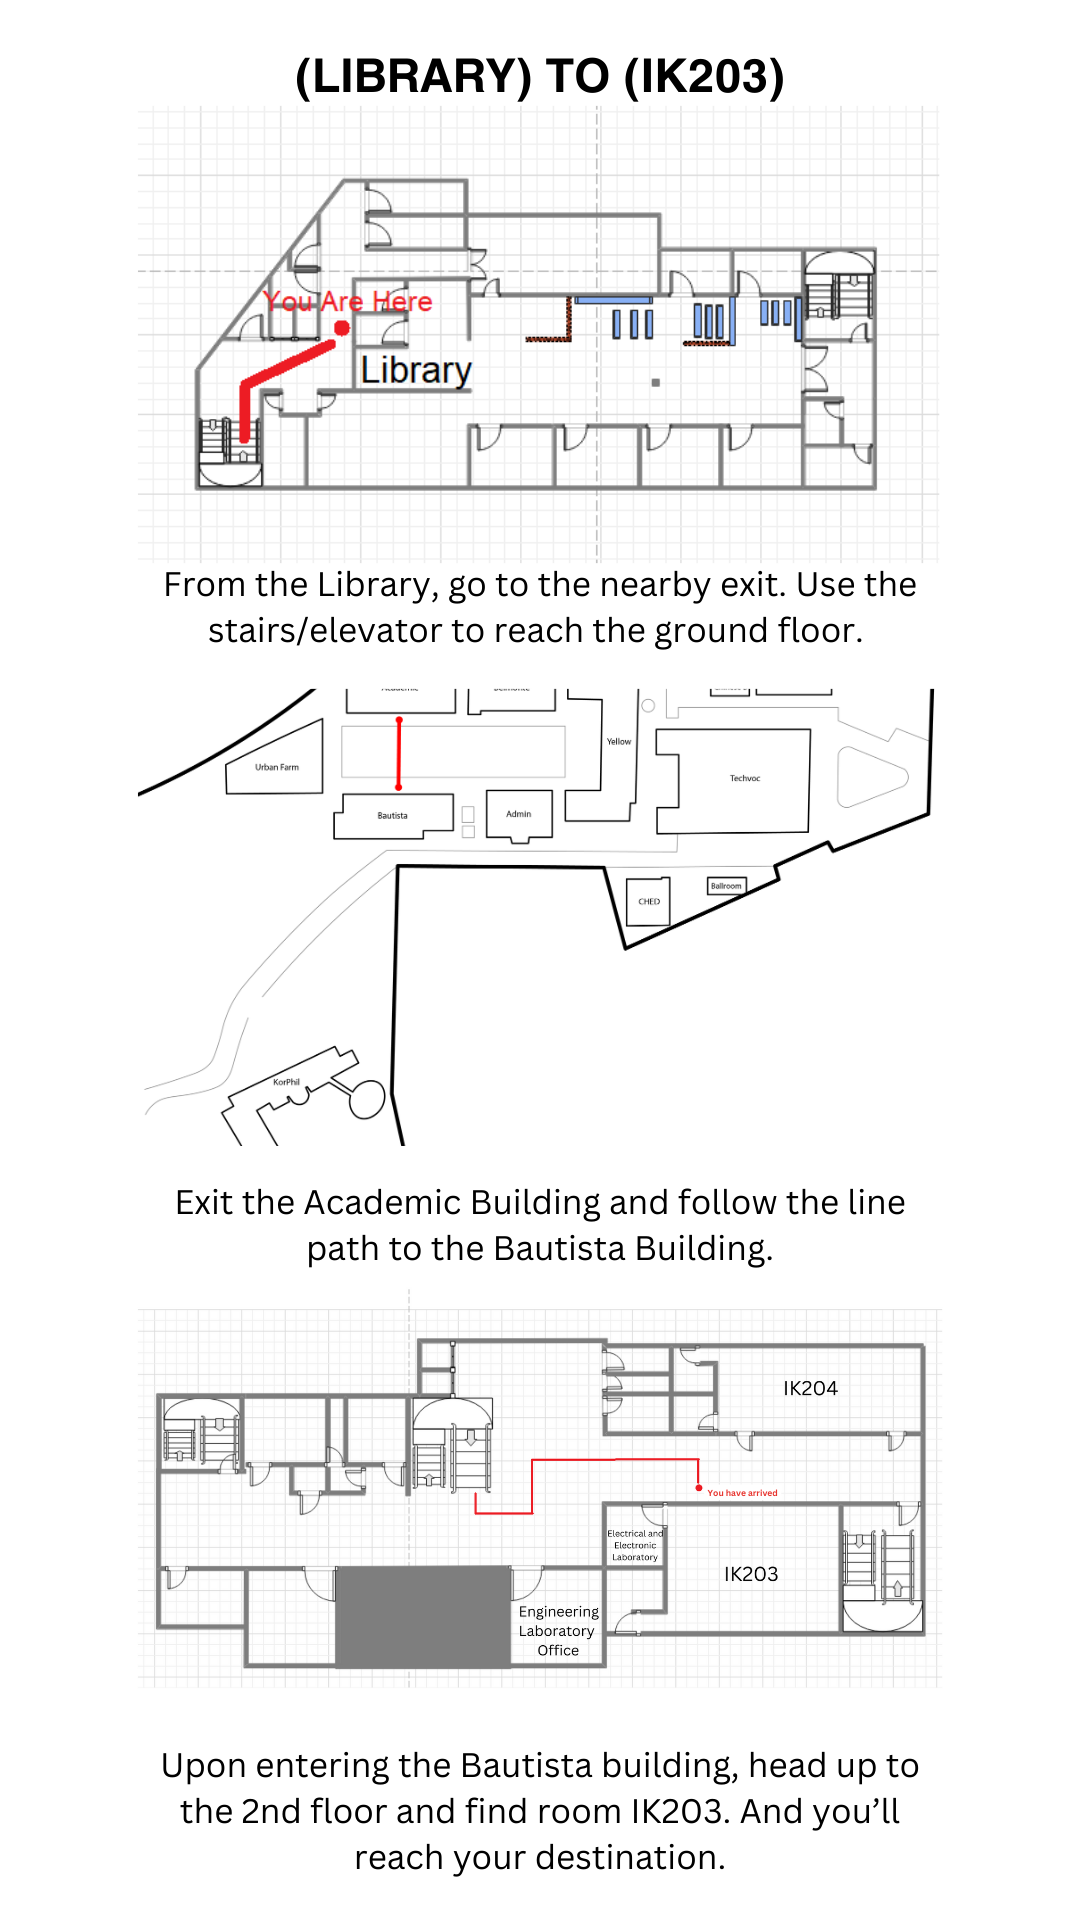 (LIBRARY) TO (IK203)
You Are Here
Library
From the Library, go to the nearby exit. Use the
stairs/elevator to reach the ground floor.
Academic
Belmonte
Yellow
Urban Farm
Techvoc
Bautista
Admin
CHED
Ballroom
KorPhil
Exit the Academic Building and follow the line
path to the Bautista Building.
IK204
You have arrived
Electrical and
Electronic
Laboratory
IK203
Engineering
Laboratory
Office
Upon entering the Bautista building, head up to
the 2nd floor and find room IK203. And you’ll
reach your destination.